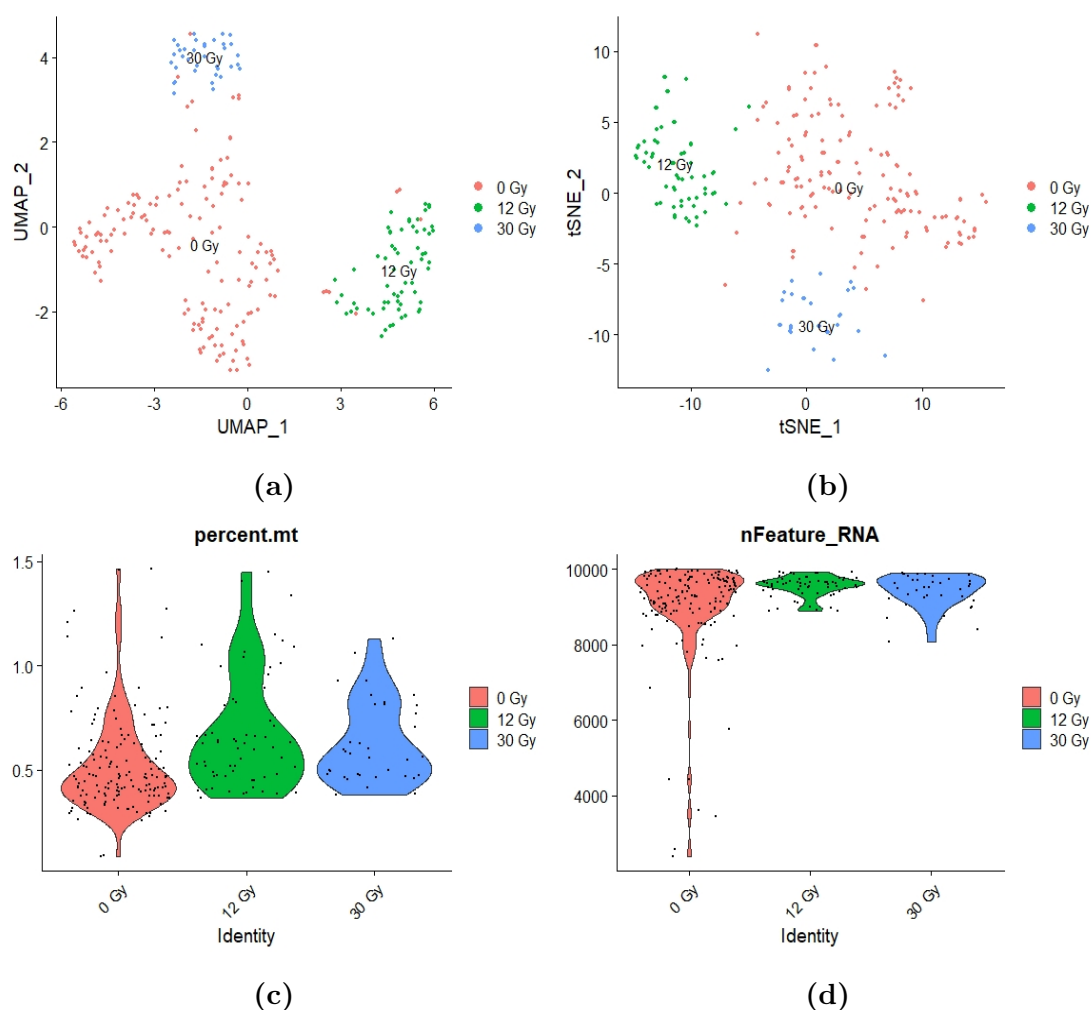 4
2
0
-2
-6
-3
0
3
6
UMAP_2
UMAP_1
30 Gy
0 Gy
12 Gy
0 Gy
12 Gy
30 Gy
(a)
10
5
0
-5
-10
-10
0
10
tSNE_2
tSNE_1
12 Gy
0 Gy
30 Gy
0 Gy
12 Gy
30 Gy
(b)
percent.mt
1.5
1.0
0.5
0 Gy
12 Gy
30 Gy
Identity
0 Gy
12 Gy
30 Gy
(c)
nFeature_RNA
10000
8000
6000
4000
0 Gy
12 Gy
30 Gy
Identity
0 Gy
12 Gy
30 Gy
(d)